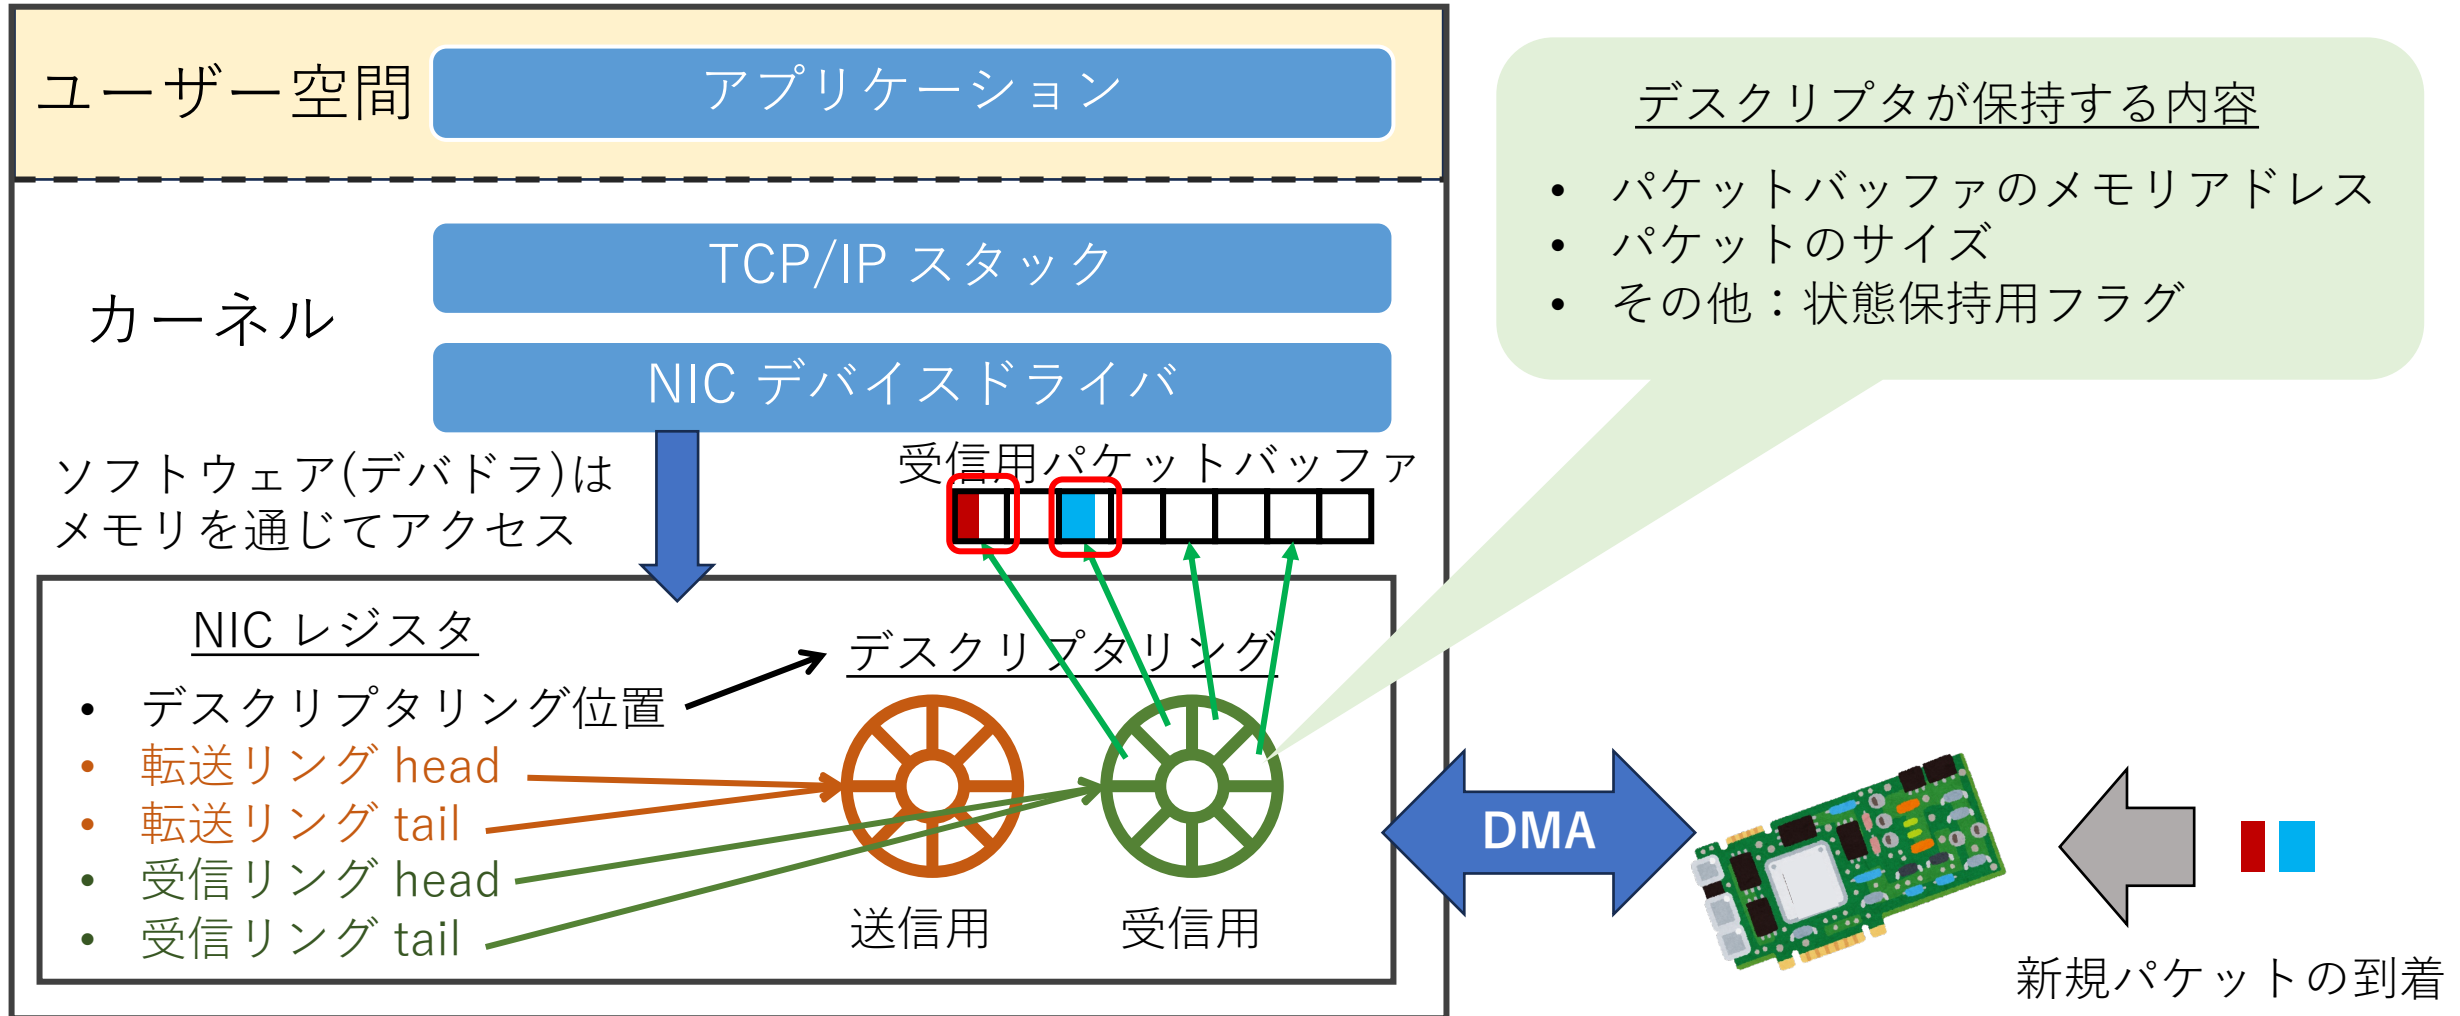 ユーザー空間
アプリケーション
カーネル
TCP/IP スタック
NIC デバイスドライバ
ソフトウェア(デバドラ)は
メモリを通じてアクセス
受信用パケットバッファ
NIC レジスタ
• デスクリプタリング位置
• 転送リング head
• 転送リング tail
• 受信リング head
• 受信リング tail
デスクリプタリング
送信用
受信用
デスクリプタが保持する内容
• パケットバッファのメモリアドレス
• パケットのサイズ
• その他：状態保持用フラグ
DMA
新規パケットの到着